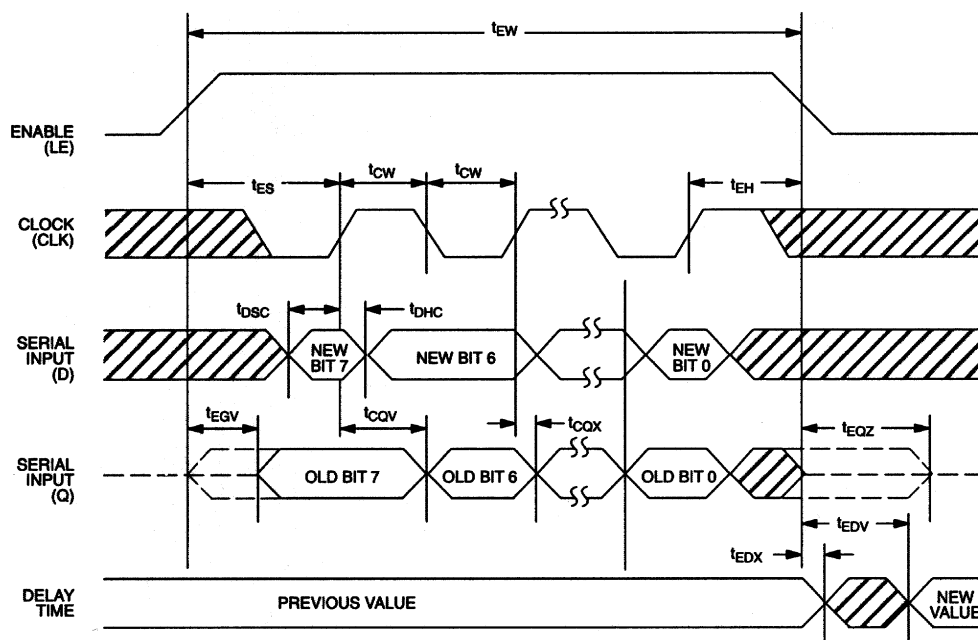 tEW
ENABLE
(LE)
tES
tCW
tCW
tEH
CLOCK
(CLK)
tDSC
tDHC
SERIAL
INPUT
(D)
NEW
BIT 7
NEW BIT 6
NEW
BIT 0
tEGV
tCQV
tCQX
tEQZ
SERIAL
INPUT
(Q)
OLD BIT 7
OLD BIT 6
OLD BIT 0
tEDV
tEDX
DELAY
TIME
PREVIOUS VALUE
NEW
VALUE